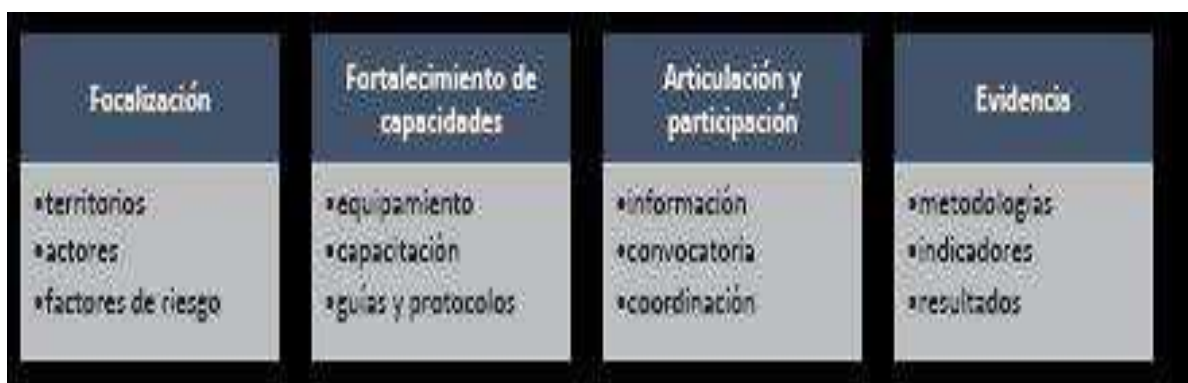 Focalización
•territorios
•actores
•factores de riesgo
Fortalecimiento de
capacidades
•equipamiento
•capacitación
•guías y protocolos
Articulación y
participación
•información
•convocatoria
•coordinación
Evidencia
•metodologías
•indicadores
•resultados